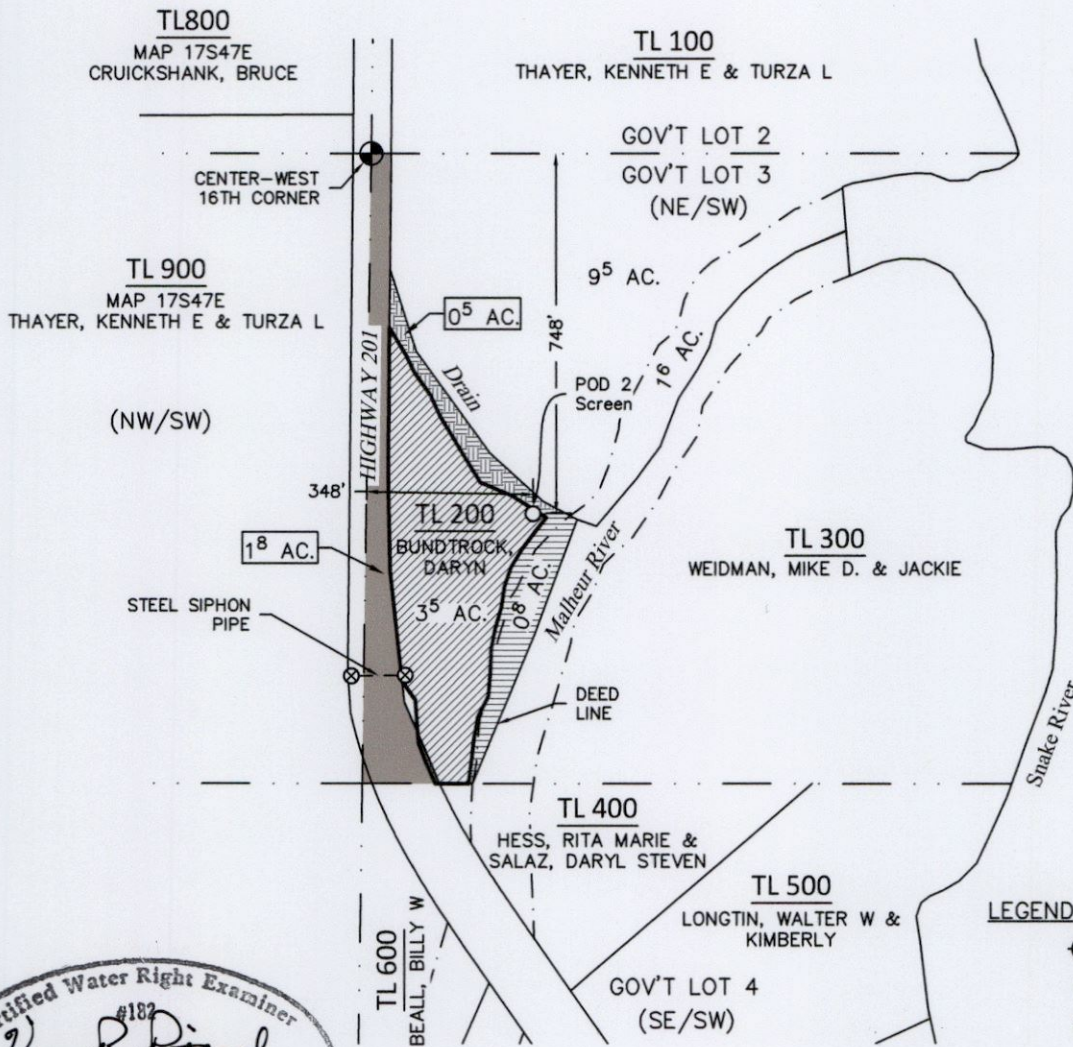 TL800
MAP 17S47E
CRUICKSHANK, BRUCE
TL 100
THAYER, KENNETH E & TURZA L
GOV'T LOT 2
GOV'T LOT 3
(NE/SW)
CENTER-WEST
16TH CORNER
TL 900
MAP 17S47E
THAYER, KENNETH E & TURZA L
(NW/SW)
HIGHWAY 201
0⁵ AC.
Drain
9⁵ AC.
748'
1⁶ AC.
POD 2
Screen
348'
TL 200
BUNDTROCK,
DARYN
3⁵ AC.
0⁸ AC.
Malheur River
TL 300
WEIDMAN, MIKE D. & JACKIE
1⁸ AC.
STEEL SIPHON
PIPE
DEED
LINE
Snake River
TL 400
HESS, RITA MARIE &
SALAZ, DARYL STEVEN
TL 500
LONGTIN, WALTER W &
KIMBERLY
LEGEND
TL 600
BEALL, BILLY W
GOV'T LOT 4
(SE/SW)
Certified Water Right Examiner
#182